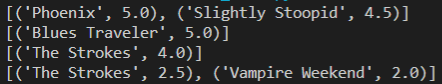 [('Phoenix', 5.0), ('Slightly Stoopid', 4.5)]
[('Blues Traveler', 5.0)]
[('The Strokes', 4.0)]
[('The Strokes', 2.5), ('Vampire Weekend', 2.0)]